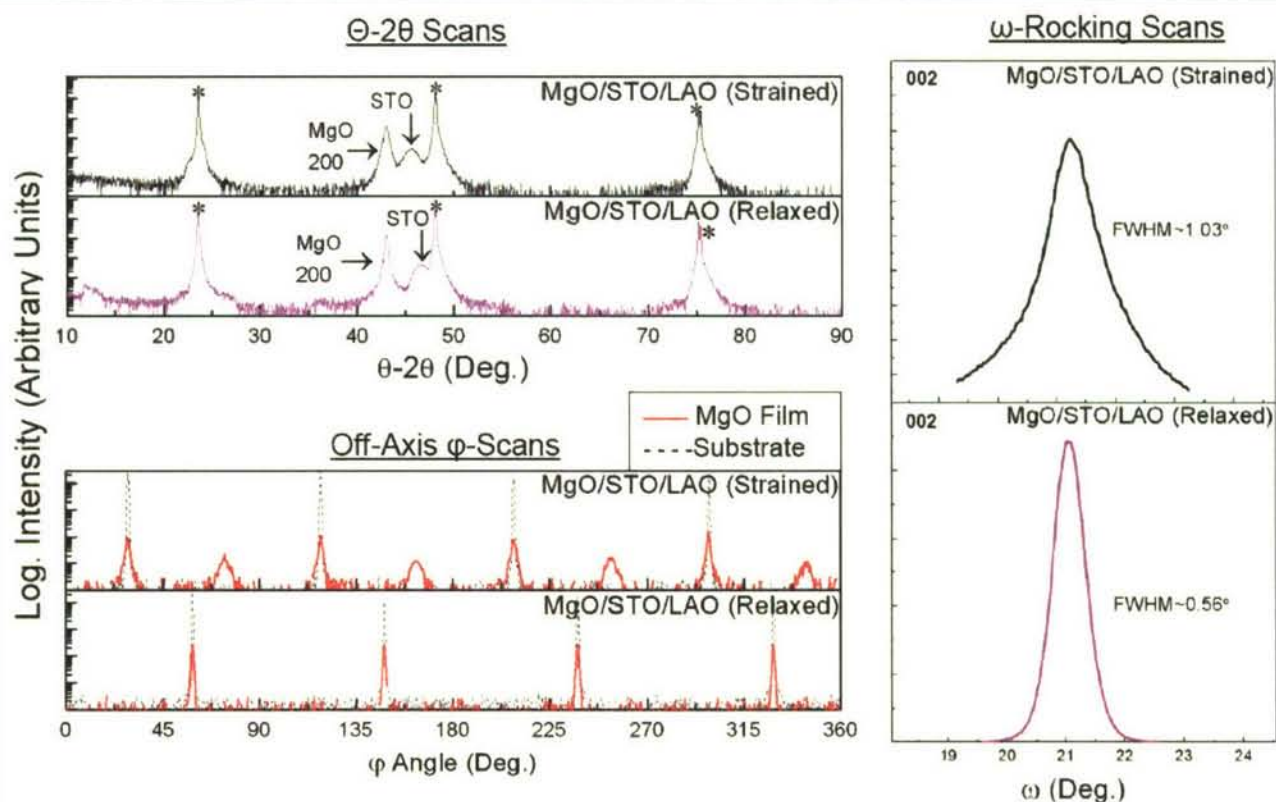 Θ-2θ Scans
MgO/STO/LAO (Strained)
*
STO
*
*
MgO
200
MgO/STO/LAO (Relaxed)
*
STO
*
*
MgO
200
10 20 30 40 50 60 70 80 90
θ-2θ (Deg.)
Log. Intensity (Arbitrary Units)
MgO Film
Substrate
Off-Axis φ-Scans
MgO/STO/LAO (Strained)
MgO/STO/LAO (Relaxed)
0 45 90 135 180 225 270 315 360
φ Angle (Deg.)
ω-Rocking Scans
002 MgO/STO/LAO (Strained)
FWHM~1.03°
002 MgO/STO/LAO (Relaxed)
FWHM~0.56°
19 20 21 22 23 24
ω (Deg.)